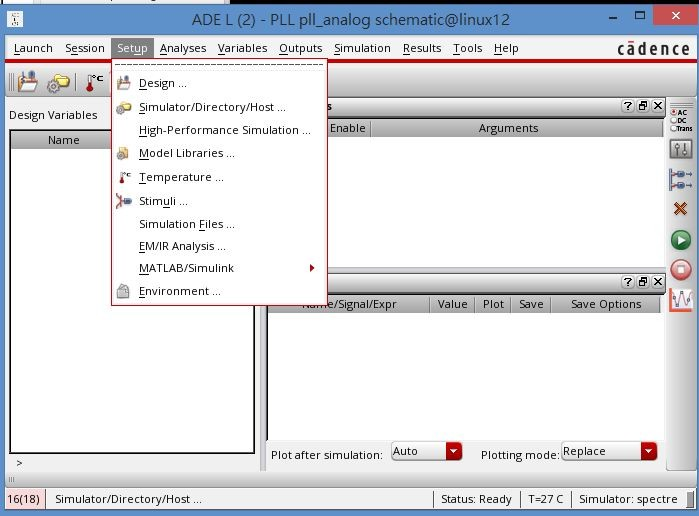 ADE L (2) - PLL pll_analog schematic@linux12
Launch Session Setup Analyses Variables Outputs Simulation Results Tools Help cādence
Design Variables
Name
Design ...
Simulator/Directory/Host ...
High-Performance Simulation ...
Model Libraries ...
Temperature ...
Stimuli ...
Simulation Files ...
EM/IR Analysis ...
MATLAB/Simulink
Environment ...
Enable Arguments
AC
DC
Trans
Name/Signal/Expr Value Plot Save Save Options
Plot after simulation: Auto Plotting mode: Replace
>
16(18) Simulator/Directory/Host ... Status: Ready T=27 C Simulator: spectre